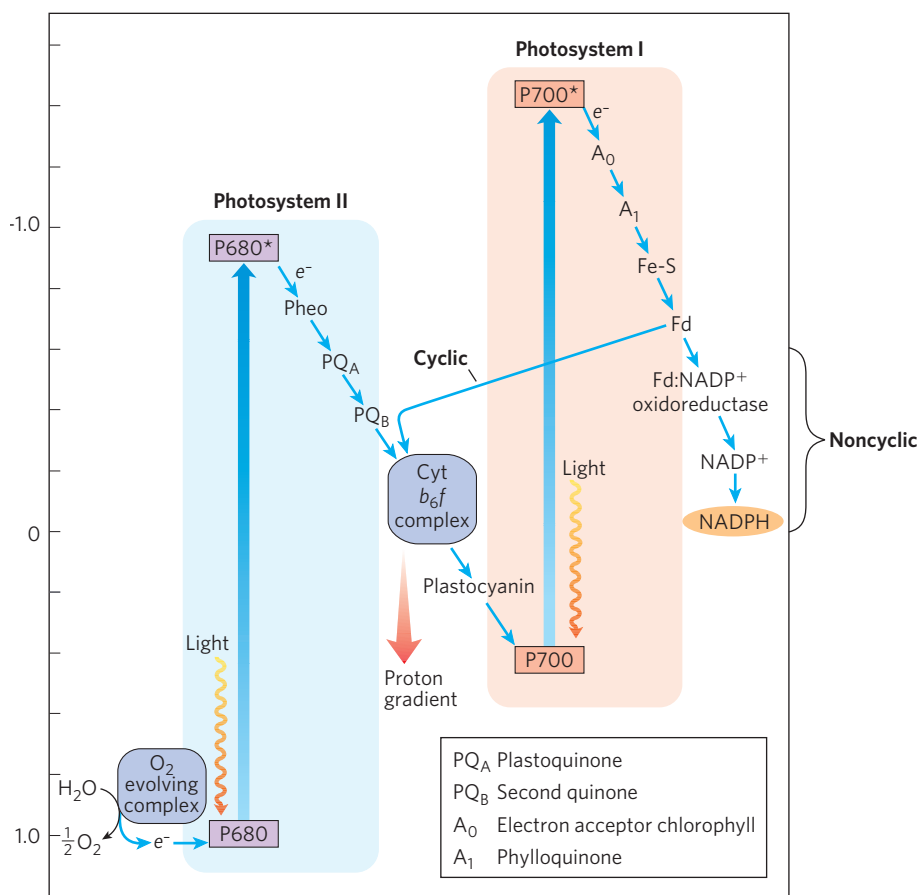 Photosystem I
P700*
e⁻
A₀
A₁
Fe-S
Fd
-1.0
Photosystem II
P680*
e⁻
Pheo
PQ_A
PQ_B
Cyclic
Fd:NADP⁺
oxidoreductase
NADP⁺
NADPH
Noncyclic
0
Cyt
b₆f
complex
Light
Plastocyanin
P700
Proton
gradient
Light
O₂
evolving
complex
H₂O
½O₂
e⁻
P680
1.0
PQ_A Plastoquinone
PQ_B Second quinone
A₀ Electron acceptor chlorophyll
A₁ Phylloquinone